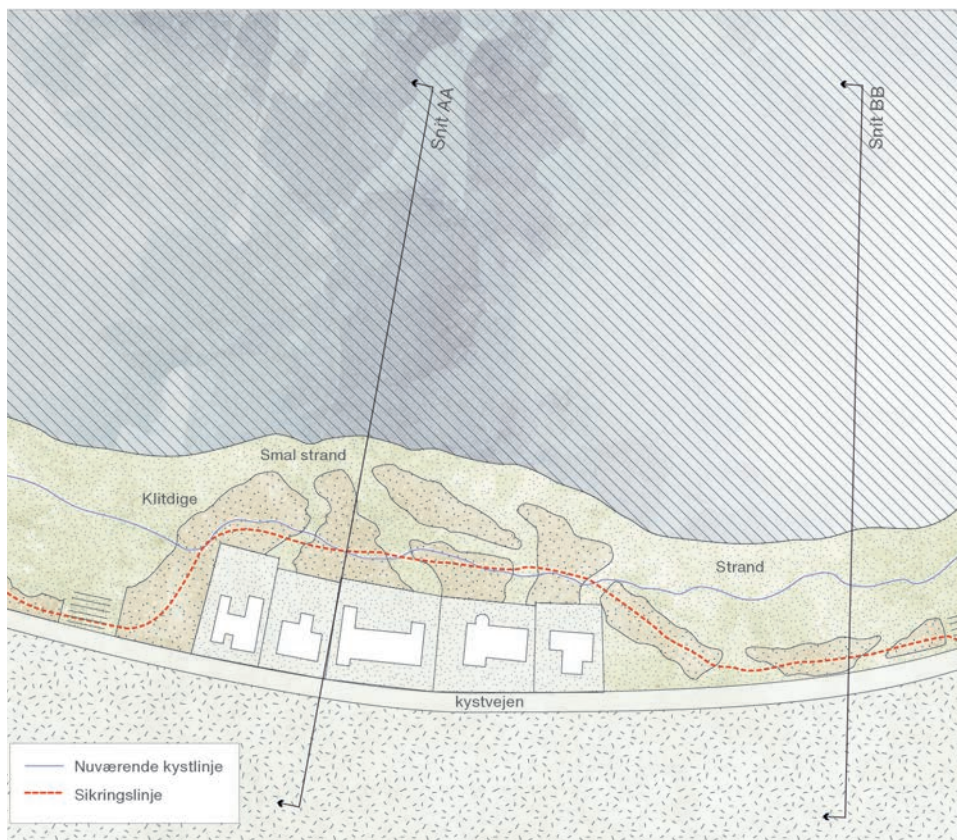 Snit AA
Snit BB
Smal strand
Klitdige
Strand
kystvejen
Nuværende kystlinje
Sikringslinje